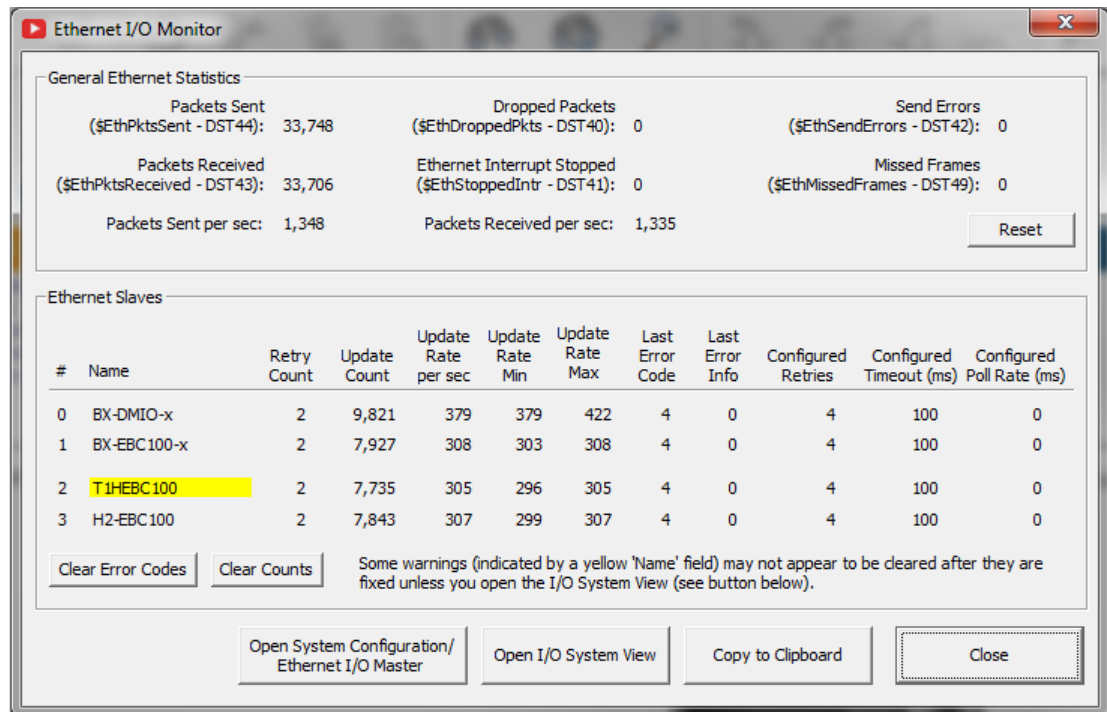 Ethernet I/O Monitor
General Ethernet Statistics
Packets Sent
($EthPktsSent - DST44): 33,748
Dropped Packets
($EthDroppedPkts - DST40): 0
Send Errors
($EthSendErrors - DST42): 0
Packets Received
($EthPktsReceived - DST43): 33,706
Ethernet Interrupt Stopped
($EthStoppedIntr - DST41): 0
Missed Frames
($EthMissedFrames - DST49): 0
Packets Sent per sec: 1,348
Packets Received per sec: 1,335
Reset
Ethernet Slaves
# Name Retry Count Update Count Update Rate per sec Update Rate Min Update Rate Max Last Error Code Last Error Info Configured Retries Configured Timeout (ms) Configured Poll Rate (ms)
0 BX-DMIO-x 2 9,821 379 379 422 4 0 4 100 0
1 BX-EBC100-x 2 7,927 308 303 308 4 0 4 100 0
2 T1HEBC100 2 7,735 305 296 305 4 0 4 100 0
3 H2-EBC100 2 7,843 307 299 307 4 0 4 100 0
Clear Error Codes
Clear Counts
Some warnings (indicated by a yellow 'Name' field) may not appear to be cleared after they are
fixed unless you open the I/O System View (see button below).
Open System Configuration/
Ethernet I/O Master
Open I/O System View
Copy to Clipboard
Close